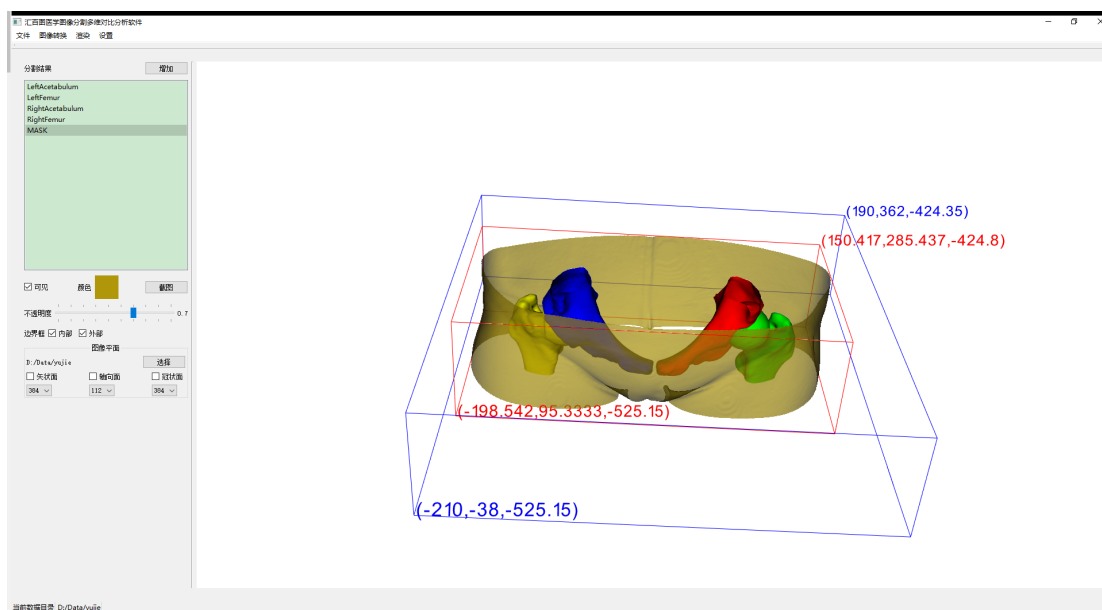 汇百图医学图像分割多维对比分析软件
文件 图像转换 渲染 设置
分割结果 增加
LeftAcetabulum
LeftFemur
RightAcetabulum
RightFemur
MASK
可见 颜色 截图
不透明度 0.7
边界框 内部 外部
图像平面
D:/Data/yujie 选择
矢状面 轴向面 冠状面
384 112 384
(190,362,-424.35)
(150.417,285.437,-424.8)
(-198.542,95.3333,-525.15)
(-210,-38,-525.15)
当前数据目录 D:/Data/yujie